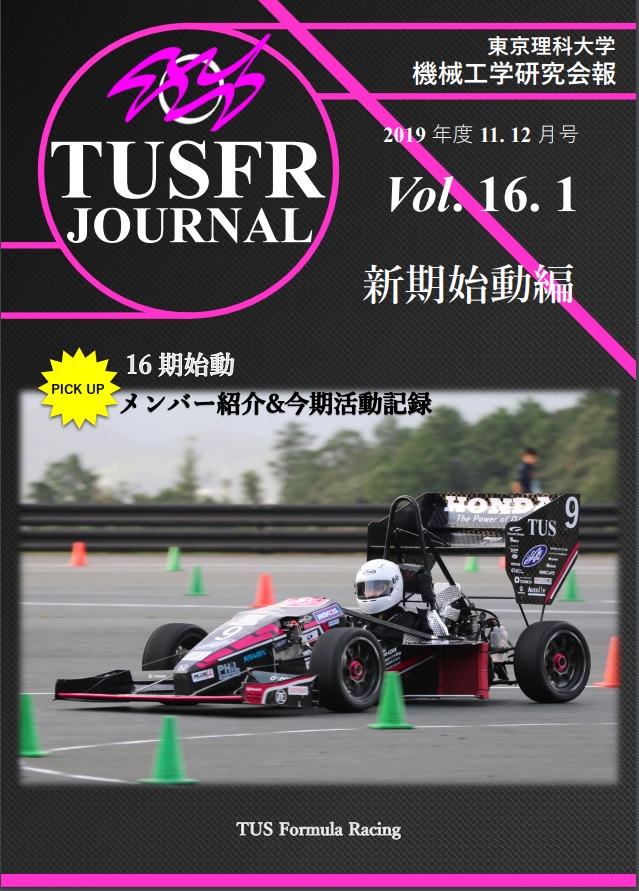 東京理科大学
機械工学研究会報
TUSFR
JOURNAL
2019 年度 11. 12 月号
Vol. 16. 1
新期始動編
PICK UP
16 期始動
メンバー紹介&今期活動記録
HONDA
The Power of D
TUS
9
Autoliv
9
TUS Formula Racing